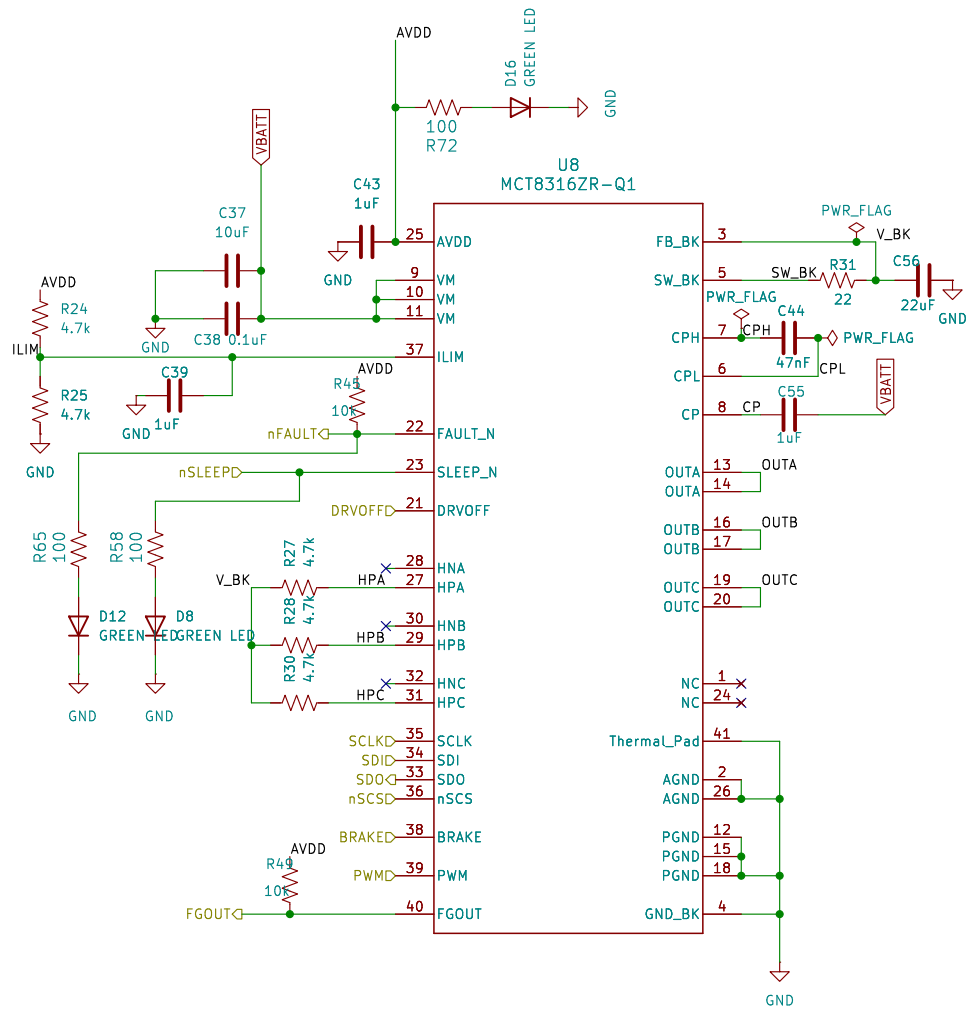 AVDD
D16
GREEN LED
GND
100
R72
VBATT
U8
MCT8316ZR-Q1
C43
1uF
GND
25
AVDD
C37
10uF
C38 0.1uF
GND
9
VM
10
VM
11
VM
AVDD
R24
4.7k
ILIM
37
ILIM
R25
4.7k
GND
C39
1uF
GND
AVDD
R45
10k
nFAULT
22
FAULT_N
nSLEEP
23
SLEEP_N
DRVOFF
21
DRVOFF
R65
100
R58
100
D12
GREEN LED
D8
GREEN LED
GND
GND
V_BK
R27
4.7k
R28
4.7k
R30
4.7k
28
HNA
HPA
27
HPA
30
HNB
HPB
29
HPB
32
HNC
HPC
31
HPC
SCLK
35
SCLK
SDI
34
SDI
SDO
33
SDO
nSCS
36
nSCS
BRAKE
38
BRAKE
PWM
39
PWM
AVDD
R49
10k
FGOUT
40
FGOUT
PWR_FLAG
FB_BK
3
V_BK
SW_BK
5
SW_BK
R31
22
C56
22uF
GND
PWR_FLAG
CPH
7
CPH
C44
47nF
PWR_FLAG
CPL
6
CPL
CP
8
CP
C55
1uF
VBATT
OUTA
13
OUTA
OUTA
14
OUTB
16
OUTB
OUTB
17
OUTC
19
OUTC
OUTC
20
NC
1
NC
24
Thermal_Pad
41
AGND
2
AGND
26
PGND
12
PGND
15
PGND
18
GND_BK
4
GND